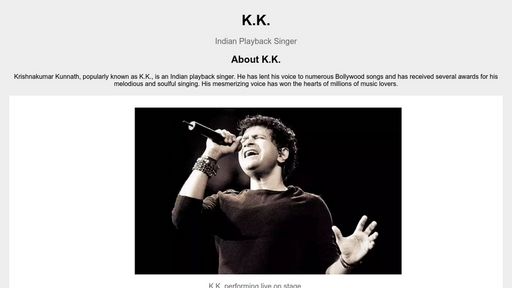 K.K.
Indian Playback Singer
About K.K.
Krishnakumar Kunnath, popularly known as K.K., is an Indian playback singer. He has lent his voice to numerous Bollywood songs and has received several awards for his
melodious and soulful singing. His mesmerizing voice has won the hearts of millions of music lovers.
K.K. performing live on stage